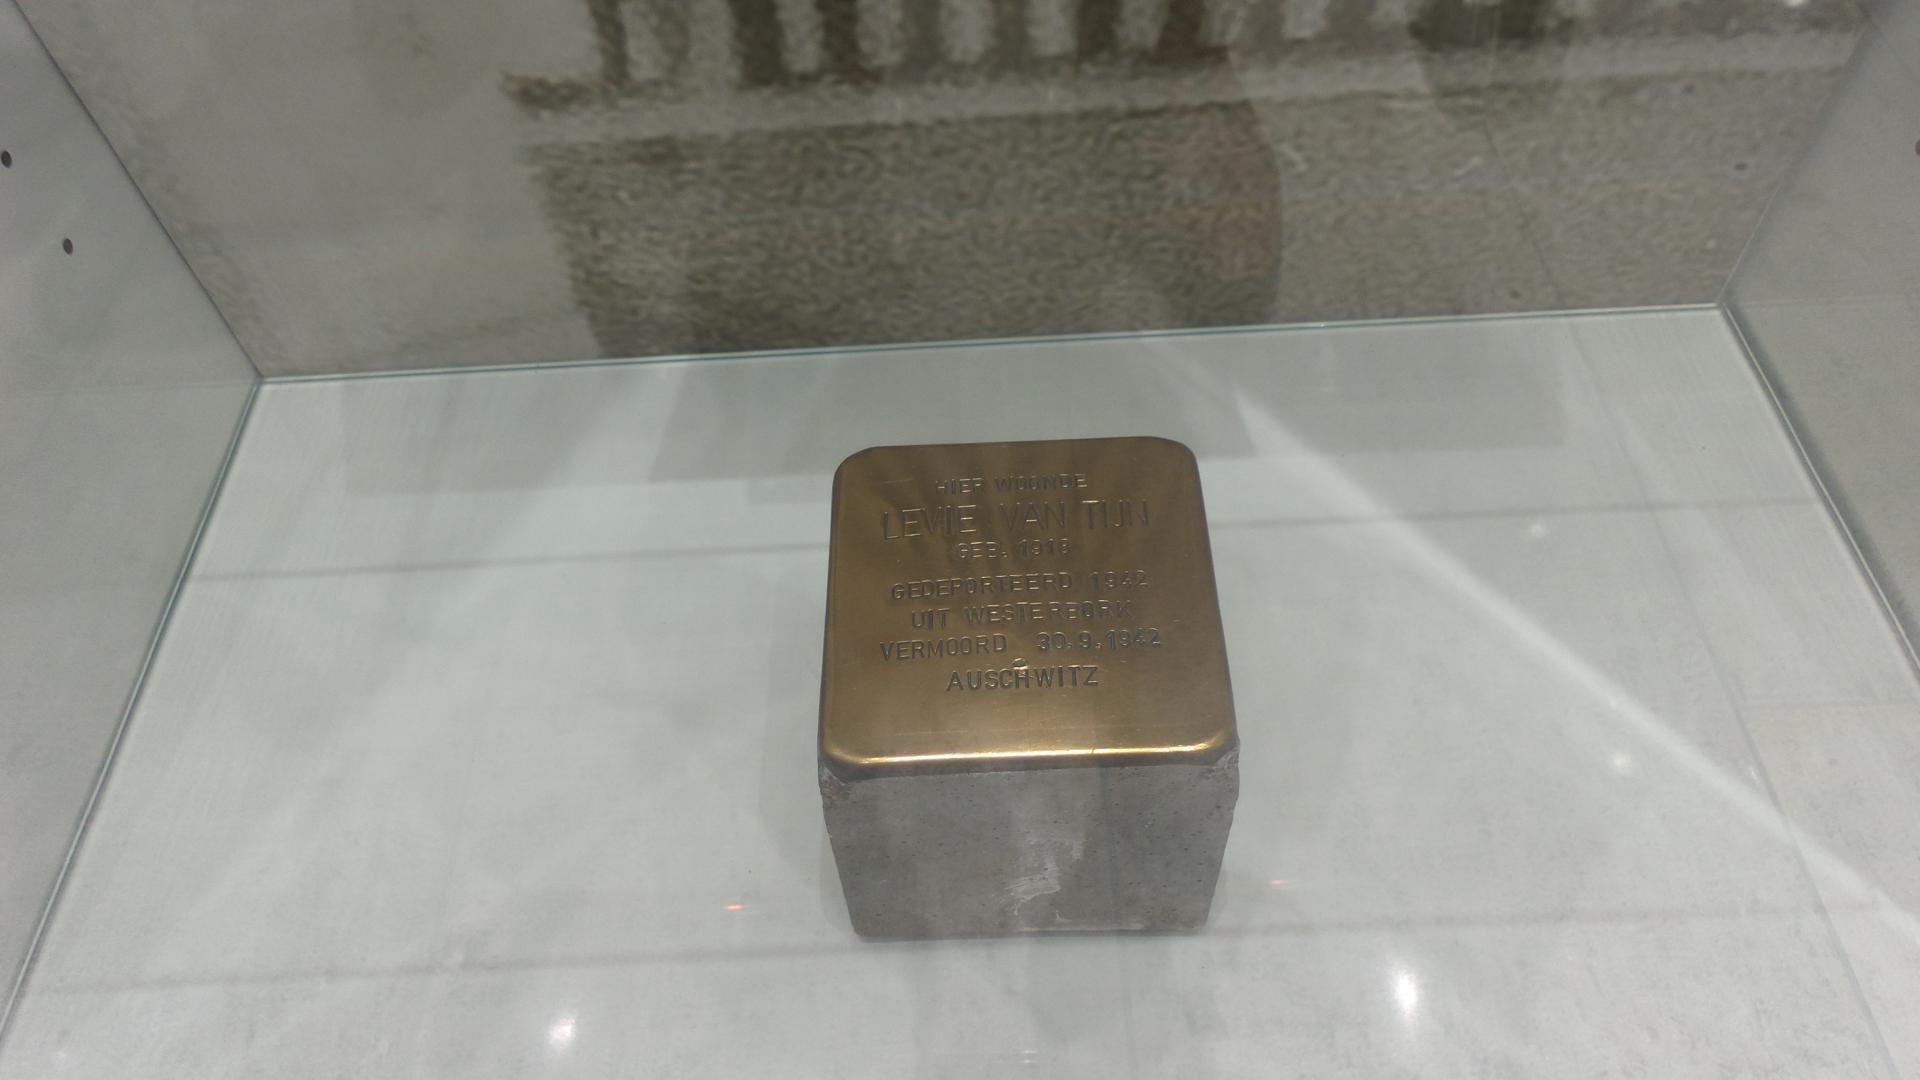 HIER WOONDE
LEVIE VAN TIJN
GEB. 1918
GEDEPORTEERD 1942
UIT WESTERBORK
VERMOORD 30.9.1942
AUSCHWITZ